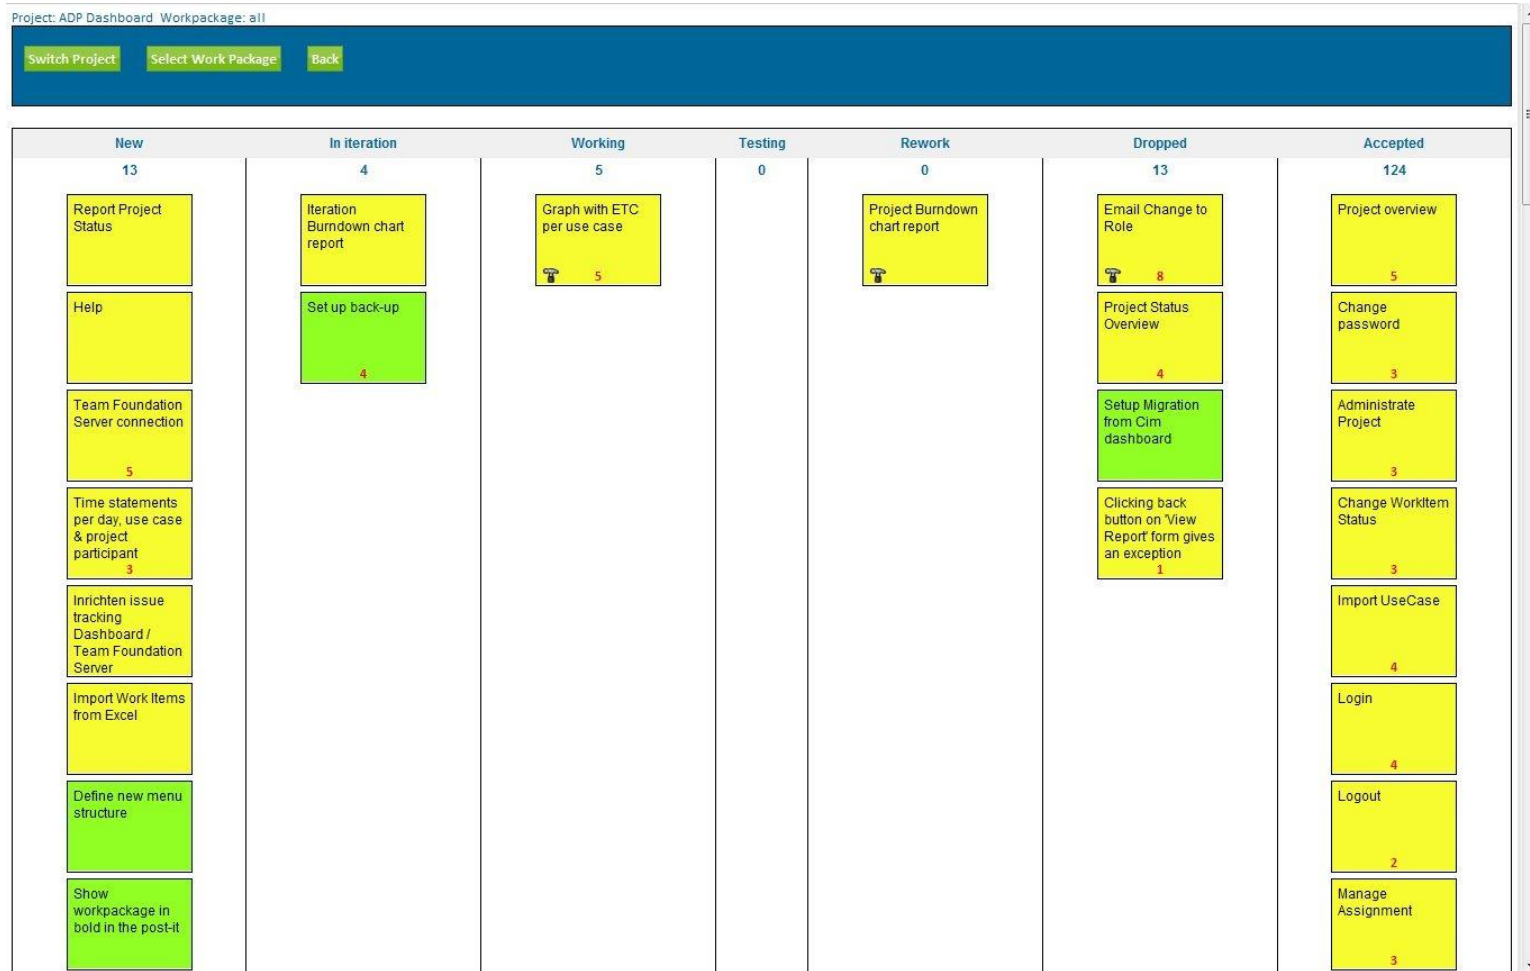 Project: ADP Dashboard Workpackage: all
Switch Project
Select Work Package
Back
New
In iteration
Working
Testing
Rework
Dropped
Accepted
13
4
5
0
0
13
124
Report Project
Status
Help
Team Foundation
Server connection
5
Time statements
per day, use case
& project
participant
3
Inrichten issue
tracking
Dashboard /
Team Foundation
Server
Import Work Items
from Excel
Define new menu
structure
Show
workpackage in
bold in the post-it
Iteration
Burndown chart
report
Set up back-up
4
Graph with ETC
per use case
5
Project Burndown
chart report
Email Change to
Role
8
Project Status
Overview
4
Setup Migration
from Cim
dashboard
Clicking back
button on 'View
Report' form gives
an exception
1
Project overview
5
Change
password
3
Administrate
Project
3
Change WorkItem
Status
3
Import UseCase
4
Login
4
Logout
2
Manage
Assignment
3